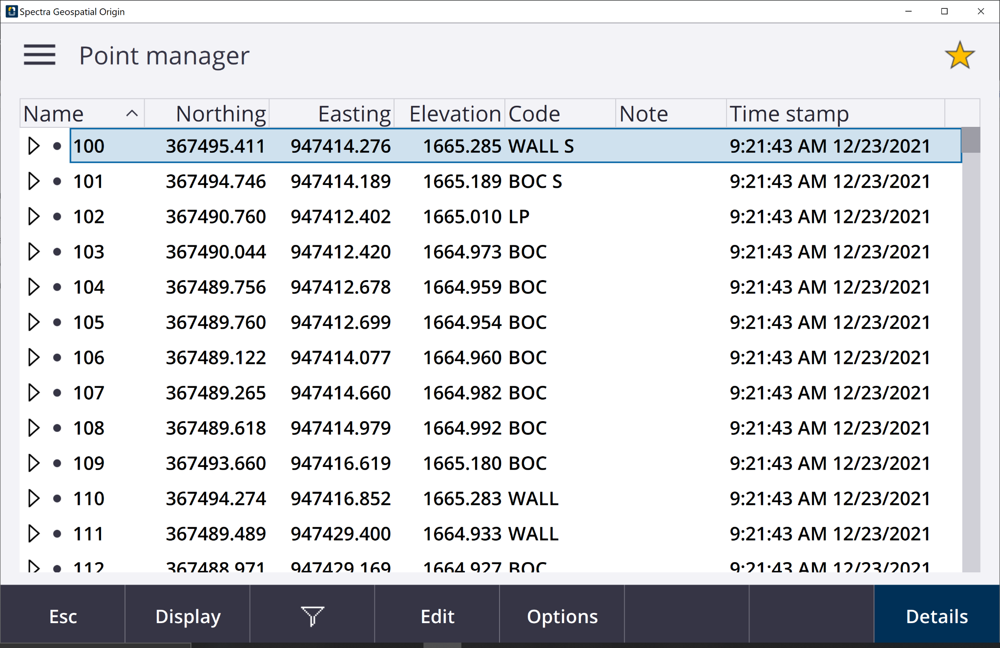 Spectra Geospatial Origin
Point manager
Name Northing Easting Elevation Code Note Time stamp
100 367495.411 947414.276 1665.285 WALL S 9:21:43 AM 12/23/2021
101 367494.746 947414.189 1665.189 BOC S 9:21:43 AM 12/23/2021
102 367490.760 947412.402 1665.010 LP 9:21:43 AM 12/23/2021
103 367490.044 947412.420 1664.973 BOC 9:21:43 AM 12/23/2021
104 367489.756 947412.678 1664.959 BOC 9:21:43 AM 12/23/2021
105 367489.760 947412.699 1664.954 BOC 9:21:43 AM 12/23/2021
106 367489.122 947414.077 1664.960 BOC 9:21:43 AM 12/23/2021
107 367489.265 947414.660 1664.982 BOC 9:21:43 AM 12/23/2021
108 367489.618 947414.979 1664.992 BOC 9:21:43 AM 12/23/2021
109 367493.660 947416.619 1665.180 BOC 9:21:43 AM 12/23/2021
110 367494.274 947416.852 1665.283 WALL 9:21:43 AM 12/23/2021
111 367489.489 947429.400 1664.933 WALL 9:21:43 AM 12/23/2021
112 367488.971 947429.169 1664.927 BOC 9:21:43 AM 12/23/2021
Esc Display Edit Options Details